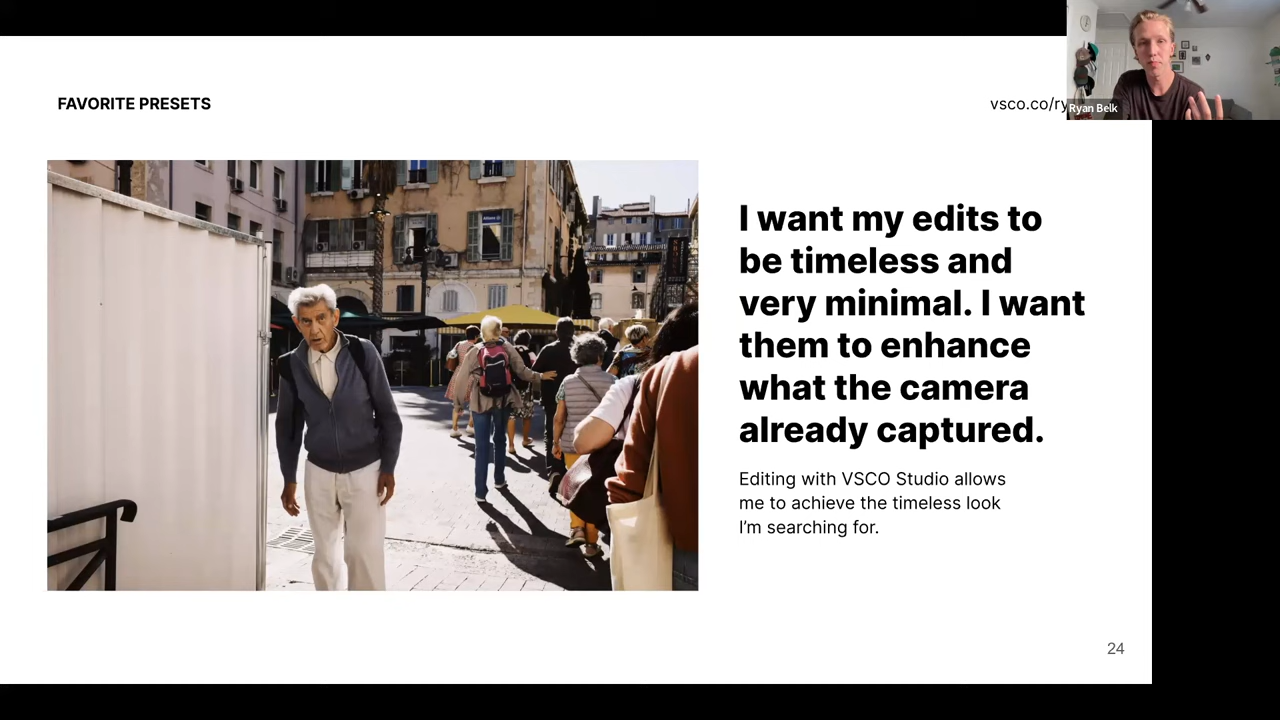 FAVORITE PRESETS
vsco.co/ry
Ryan Belk
I want my edits to
be timeless and
very minimal. I want
them to enhance
what the camera
already captured.
Editing with VSCO Studio allows
me to achieve the timeless look
I’m searching for.
24